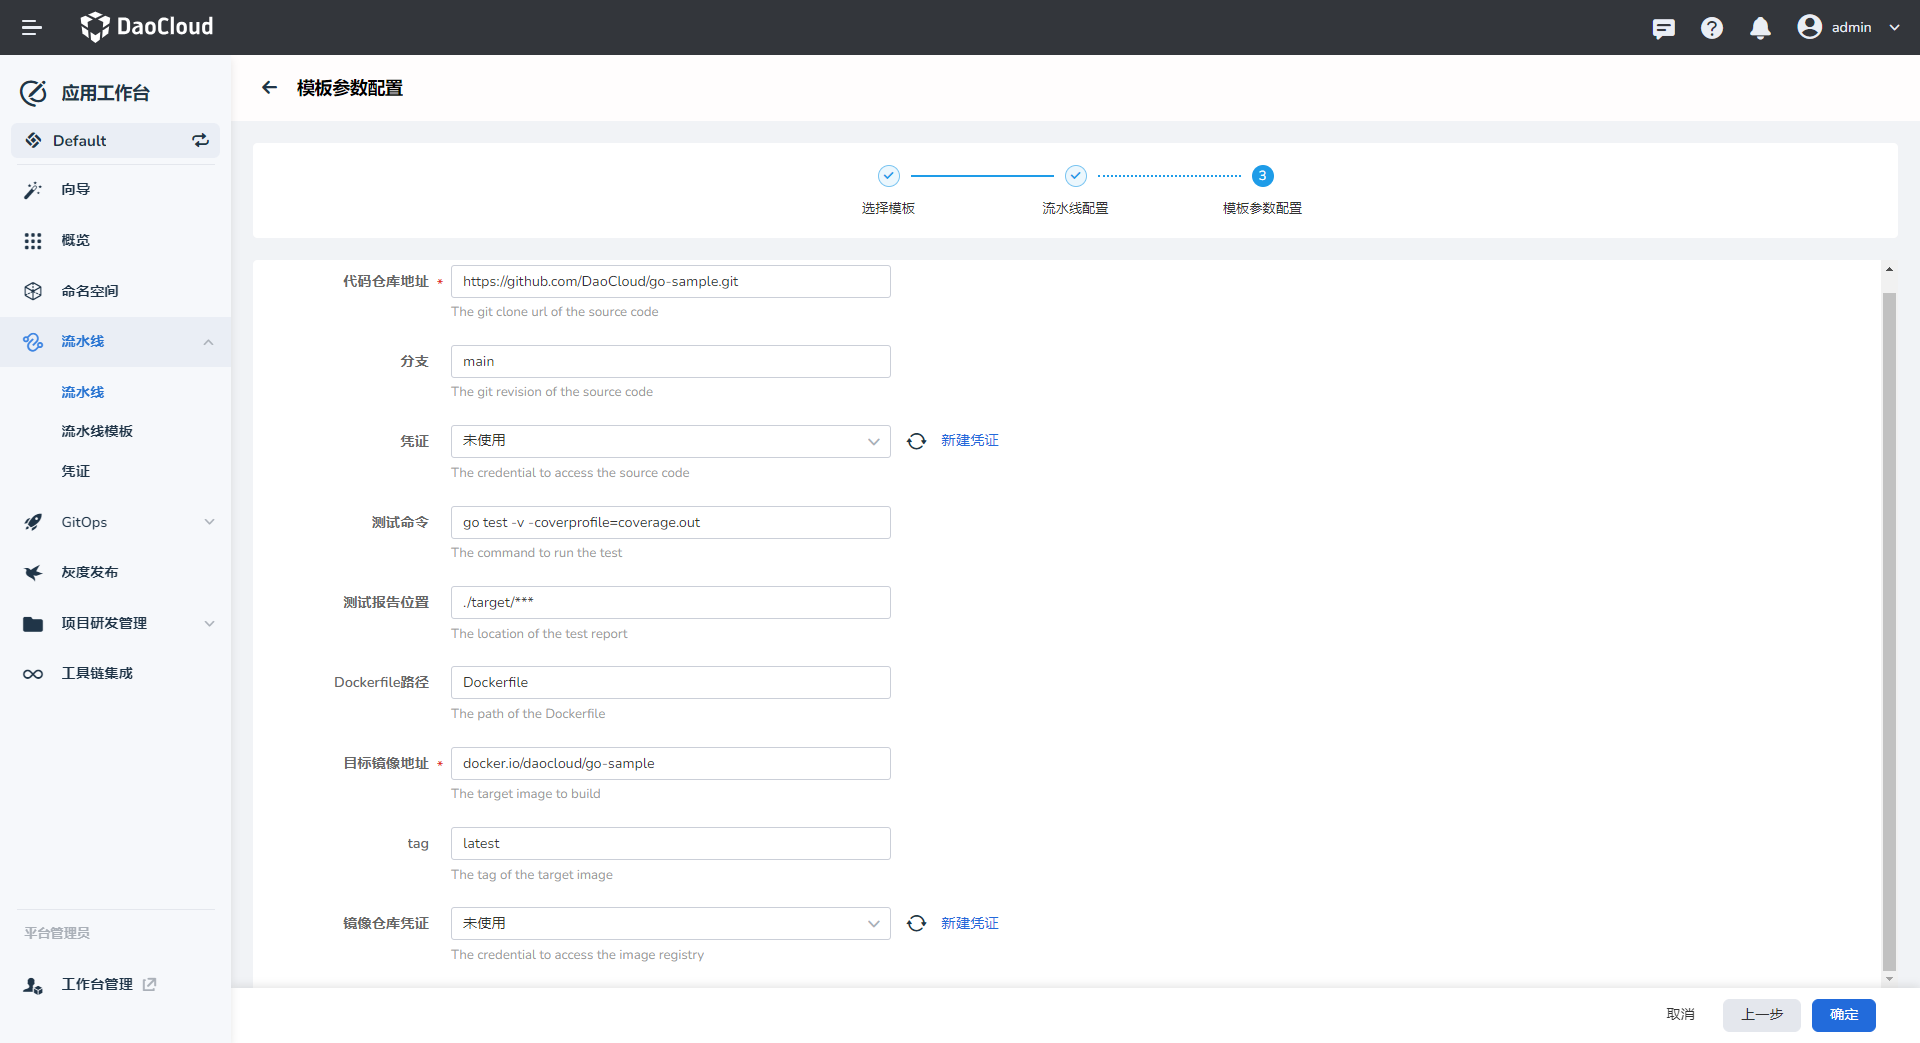 DaoCloud
admin
应用工作台
Default
向导
概览
命名空间
流水线
流水线
流水线模板
凭证
GitOps
灰度发布
项目研发管理
工具链集成
平台管理员
工作台管理
模板参数配置
选择模板
流水线配置
3
模板参数配置
代码仓库地址 * https://github.com/DaoCloud/go-sample.git
The git clone url of the source code
分支 main
The git revision of the source code
凭证 未使用 新建凭证
The credential to access the source code
测试命令 go test -v -coverprofile=coverage.out
The command to run the test
测试报告位置 ./target/***
The location of the test report
Dockerfile路径 Dockerfile
The path of the Dockerfile
目标镜像地址 * docker.io/daocloud/go-sample
The target image to build
tag latest
The tag of the target image
镜像仓库凭证 未使用 新建凭证
The credential to access the image registry
取消 上一步 确定